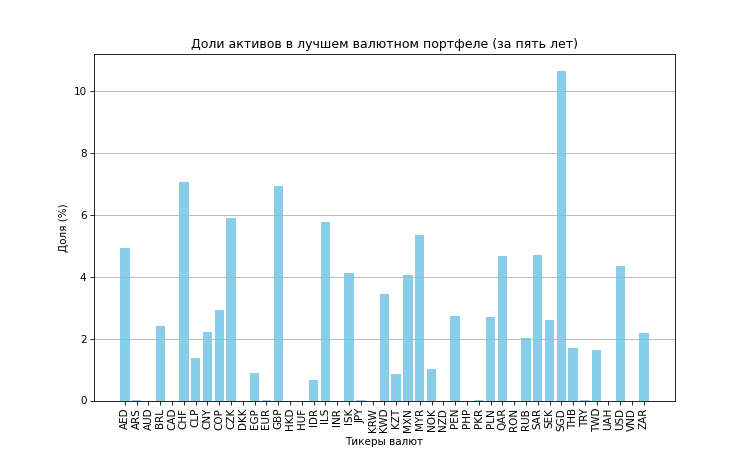 Доли активов в лучшем валютном портфеле (за пять лет)
Доля (%)
10
8
6
4
2
0
AED ARS AUD BRL CAD CHF CLP CNY COP CZK DKK EGP EUR GBP HKD HUF IDR ILS INR ISK JPY KRW KWD KZT MXN MYR NOK NZD PEN PHP PKR PLN QAR RON RUB SAR SEK SGD THB TRY TWD UAH USD VND ZAR
Тикеры валют